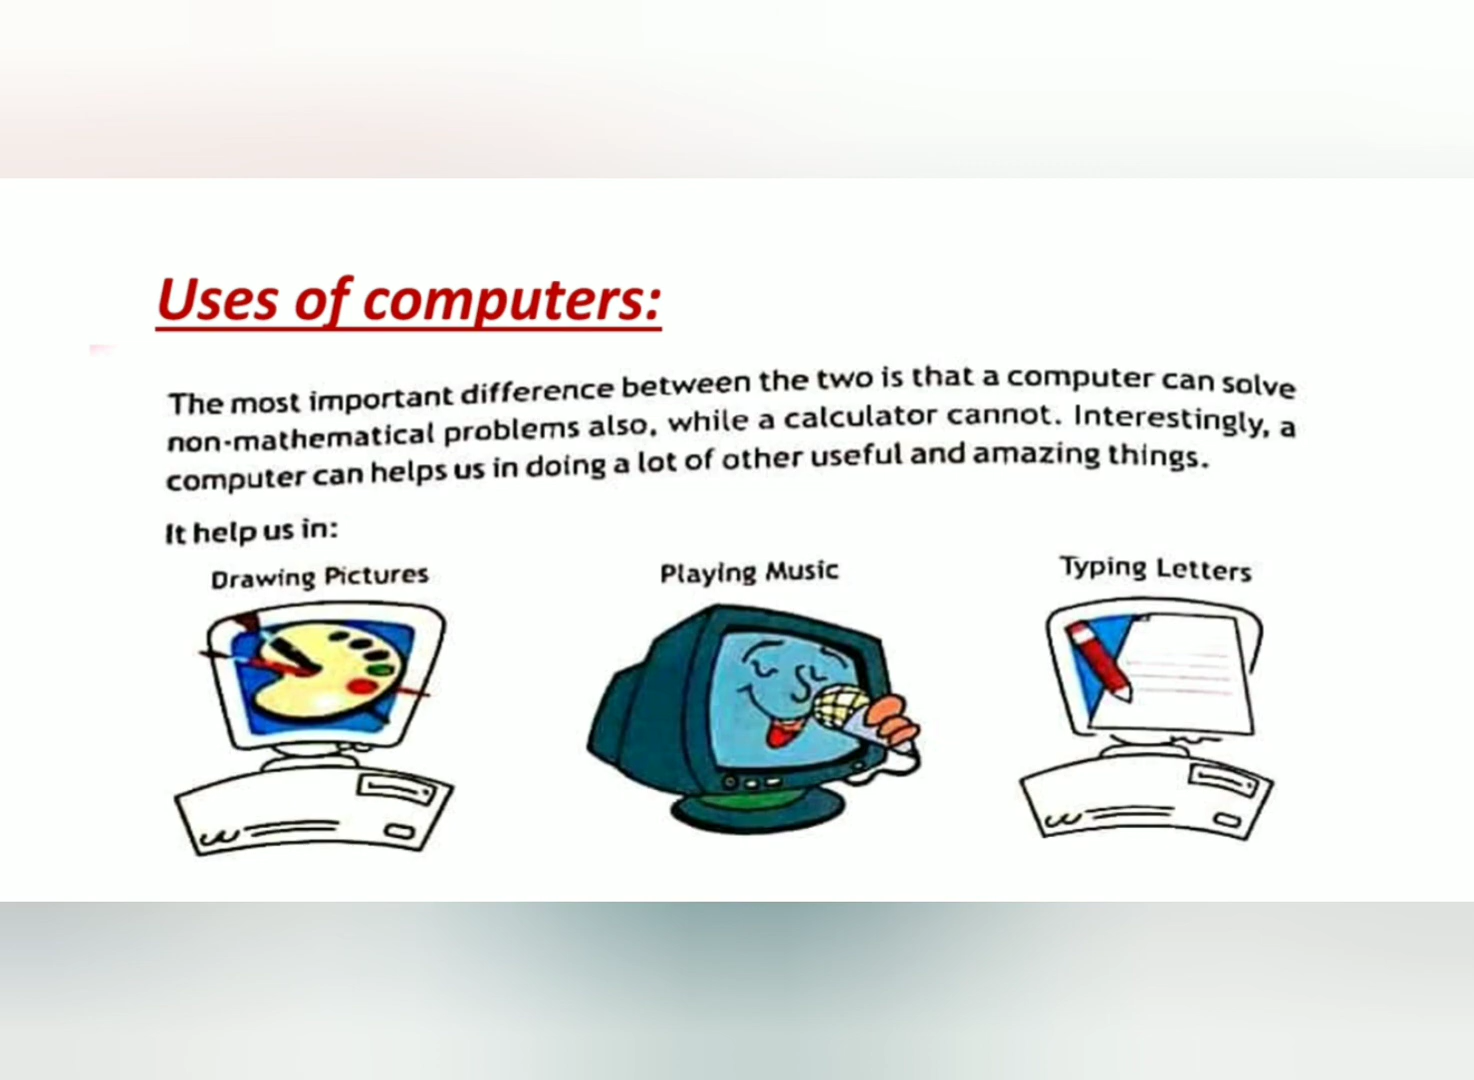 Uses of computers:
The most important difference between the two is that a computer can solve
non-mathematical problems also, while a calculator cannot. Interestingly, a
computer can helps us in doing a lot of other useful and amazing things.
It help us in:
Drawing Pictures
Playing Music
Typing Letters